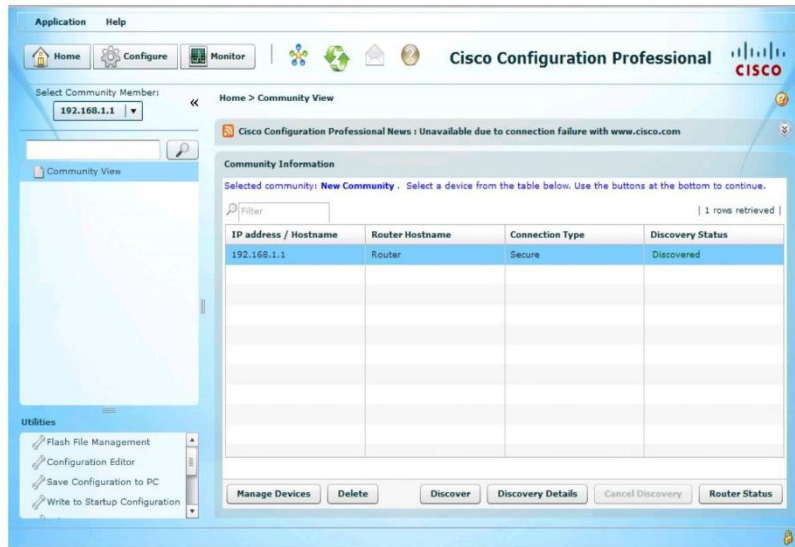 Application Help
Home Configure Monitor Cisco Configuration Professional CISCO
Select Community Member:
192.168.1.1
Home > Community View
Cisco Configuration Professional News : Unavailable due to connection failure with www.cisco.com
Community View
Community Information
Selected community: New Community . Select a device from the table below. Use the buttons at the bottom to continue.
Filter | 1 rows retrieved |
IP address / Hostname Router Hostname Connection Type Discovery Status
192.168.1.1 Router Secure Discovered
Utilities
Flash File Management
Configuration Editor
Save Configuration to PC
Write to Startup Configuration
Manage Devices Delete Discover Discovery Details Cancel Discovery Router Status